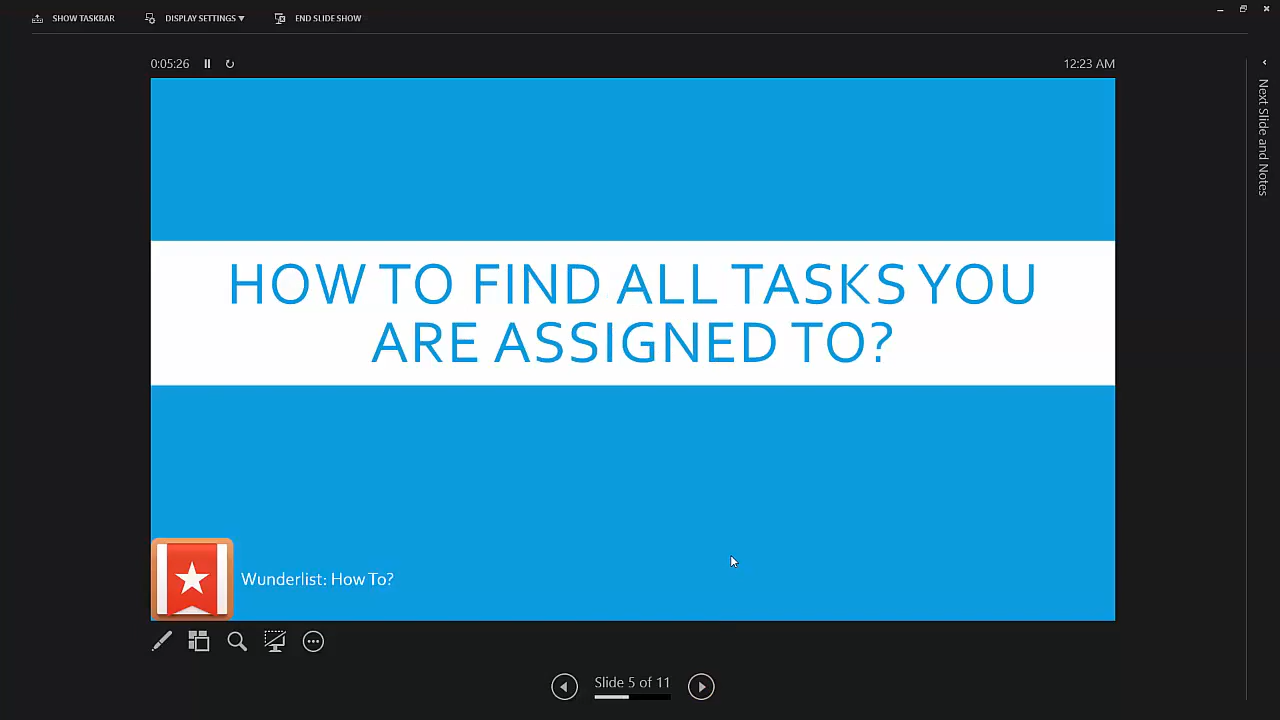 SHOW TASKBAR
DISPLAY SETTINGS ▾
END SLIDE SHOW
0:05:26
12:23 AM
Next Slide and Notes
HOW TO FIND ALL TASKS YOU
ARE ASSIGNED TO?
Wunderlist: How To?
Slide 5 of 11